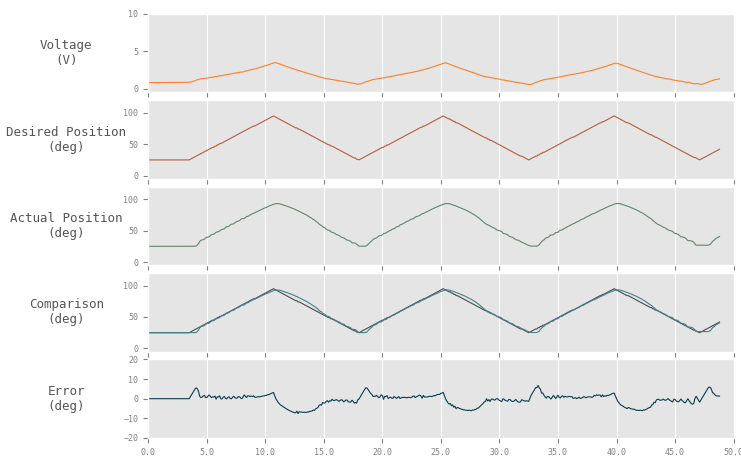 Voltage
(V)
10
5
0
Desired Position
(deg)
100
50
0
Actual Position
(deg)
100
50
0
Comparison
(deg)
100
50
0
Error
(deg)
20
10
0
−10
−20
0.0 5.0 10.0 15.0 20.0 25.0 30.0 35.0 40.0 45.0 50.0